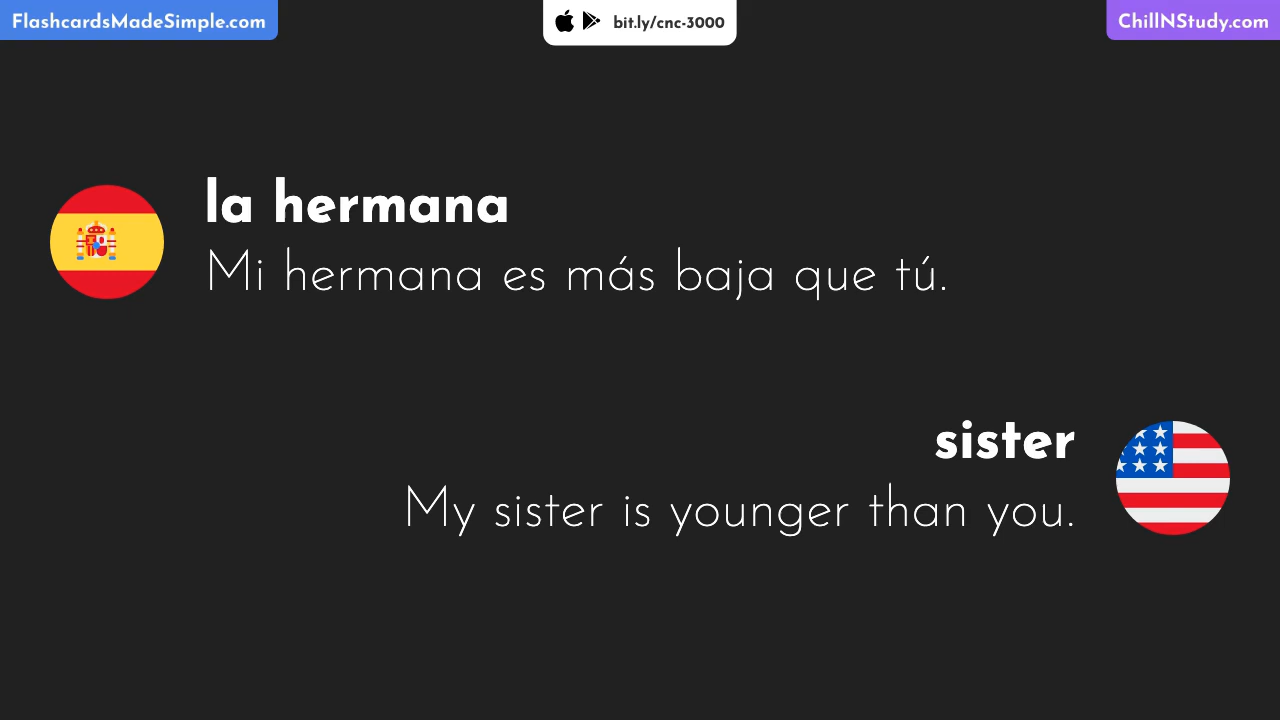 FlashcardsMadeSimple.com
bit.ly/cnc-3000
ChillNStudy.com
la hermana
Mi hermana es más baja que tú.
sister
My sister is younger than you.